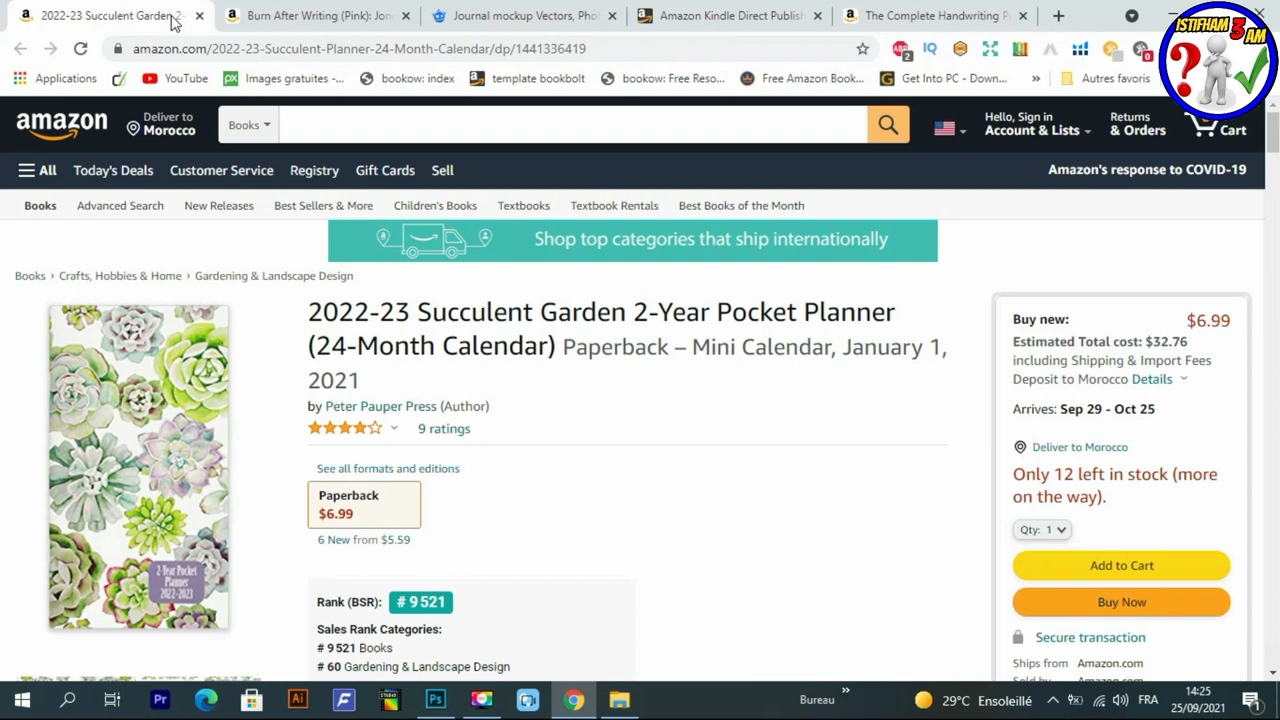 2022-23 Succulent Garden 2-
Burn After Writing (Pink): Jon
Journal mockup Vectors, Pho
Amazon Kindle Direct Publish
The Complete Handwriting P
ISTIFHAM 3 AM
amazon.com/2022-23-Succulent-Planner-24-Month-Calendar/dp/1441336419
Applications
YouTube
Images gratuites -...
bookow: index
template bookbolt
bookow: Free Reso...
Free Amazon Book...
Get Into PC - Down...
Autres favoris
amazon
Deliver to
Morocco
Books
Hello, Sign in
Account & Lists
Returns
& Orders
Cart
All
Today's Deals
Customer Service
Registry
Gift Cards
Sell
Amazon's response to COVID-19
Books
Advanced Search
New Releases
Best Sellers & More
Children's Books
Textbooks
Textbook Rentals
Best Books of the Month
Shop top categories that ship internationally
Books › Crafts, Hobbies & Home › Gardening & Landscape Design
2022-23 Succulent Garden 2-Year Pocket Planner
(24-Month Calendar) Paperback – Mini Calendar, January 1,
2021
by Peter Pauper Press (Author)
9 ratings
See all formats and editions
Paperback
$6.99
6 New from $5.59
Rank (BSR): # 9 521
Sales Rank Categories:
# 9 521 Books
# 60 Gardening & Landscape Design
2-Year Pocket
Planner
2022-2023
Buy new: $6.99
Estimated Total cost: $32.76
including Shipping & Import Fees
Deposit to Morocco Details
Arrives: Sep 29 - Oct 25
Deliver to Morocco
Only 12 left in stock (more
on the way).
Qty: 1
Add to Cart
Buy Now
Secure transaction
Ships from Amazon.com
Bureau
29°C Ensoleillé
FRA
14:25
25/09/2021